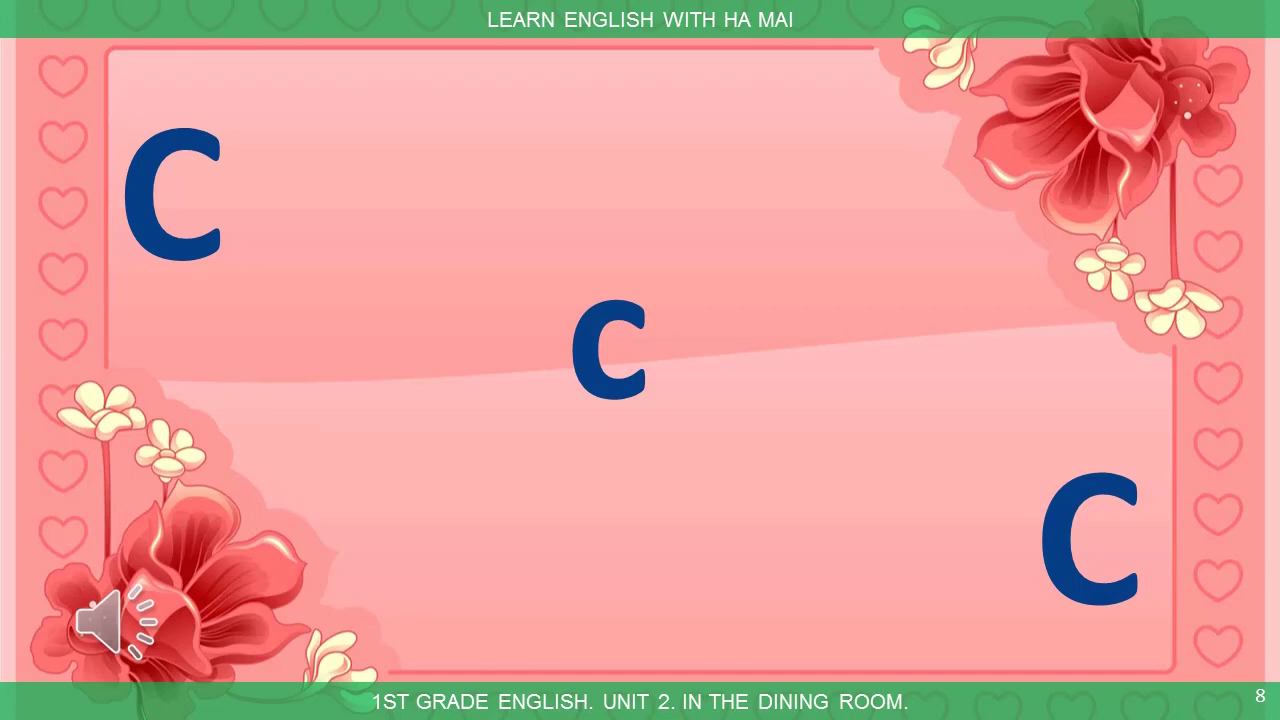 LEARN ENGLISH WITH HA MAI
C
c
C
1ST GRADE ENGLISH. UNIT 2. IN THE DINING ROOM.
8